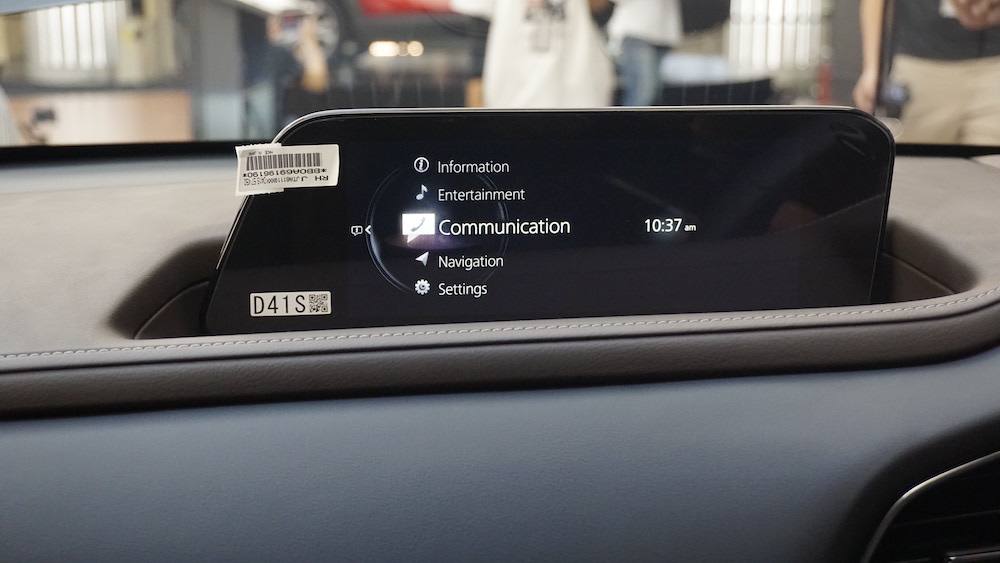 Information
Entertainment
Communication
10:37 am
Navigation
Settings
D41S